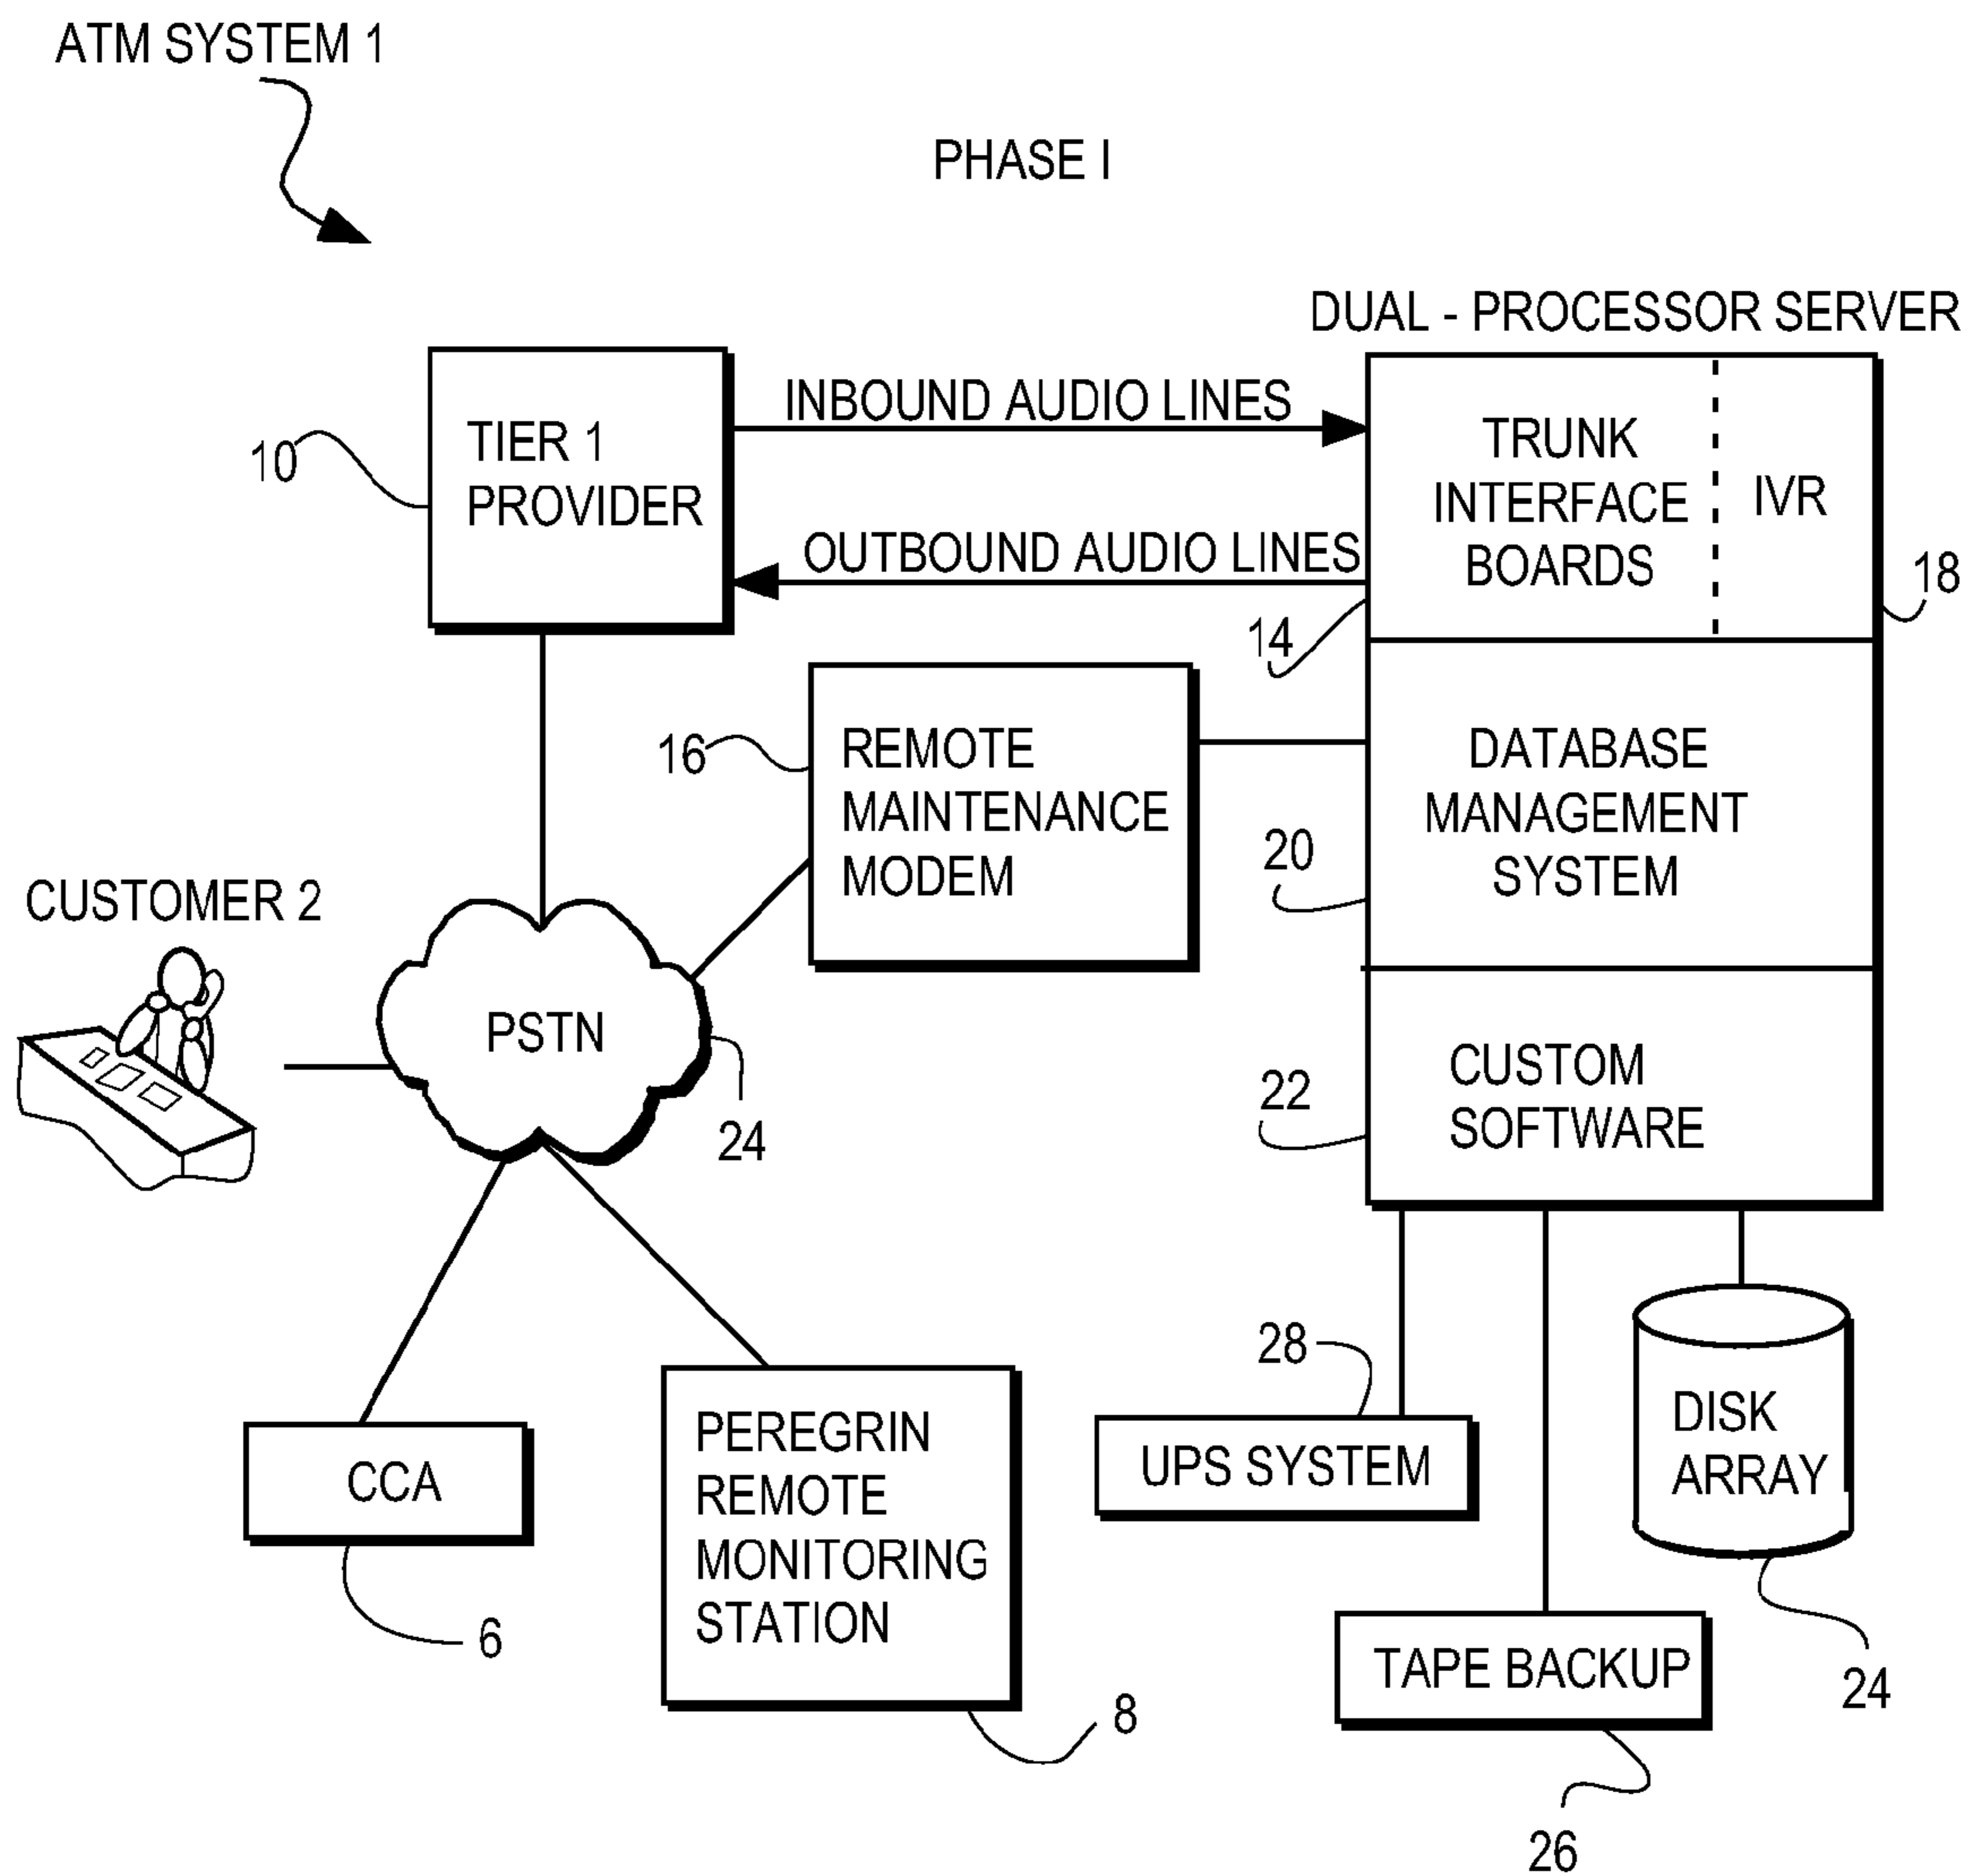 ATM SYSTEM 1
PHASE I
DUAL - PROCESSOR SERVER
TIER 1
PROVIDER
10
INBOUND AUDIO LINES
OUTBOUND AUDIO LINES
TRUNK
INTERFACE
BOARDS
IVR
18
14
REMOTE
MAINTENANCE
MODEM
16
DATABASE
MANAGEMENT
SYSTEM
20
CUSTOMER 2
PSTN
24
CUSTOM
SOFTWARE
22
CCA
6
PEREGRIN
REMOTE
MONITORING
STATION
8
28
UPS SYSTEM
DISK
ARRAY
24
TAPE BACKUP
26